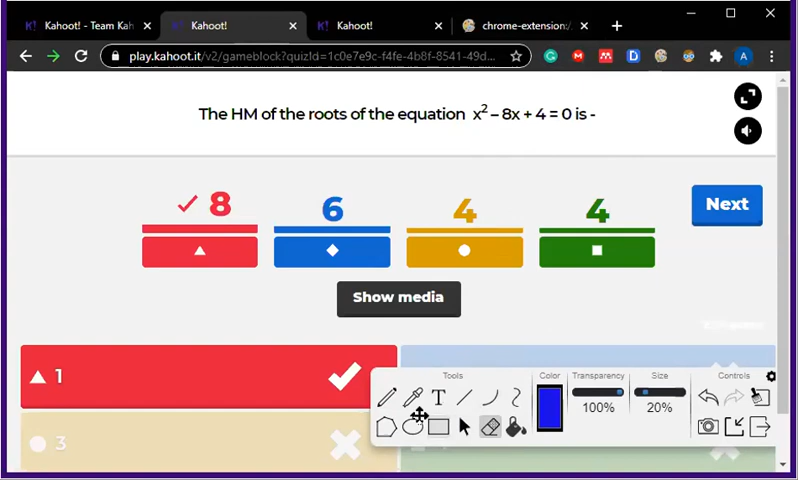 Kahoot! - Team Kah
Kahoot!
Kahoot!
chrome-extension:/
play.kahoot.it/v2/gameblock?quizId=1c0e7e9c-f4fe-4b8f-8541-49d...
The HM of the roots of the equation x² – 8x + 4 = 0 is -
8
6
4
4
Next
Show media
1
3
Tools
Color
Transparency
Size
Controls
100%
20%